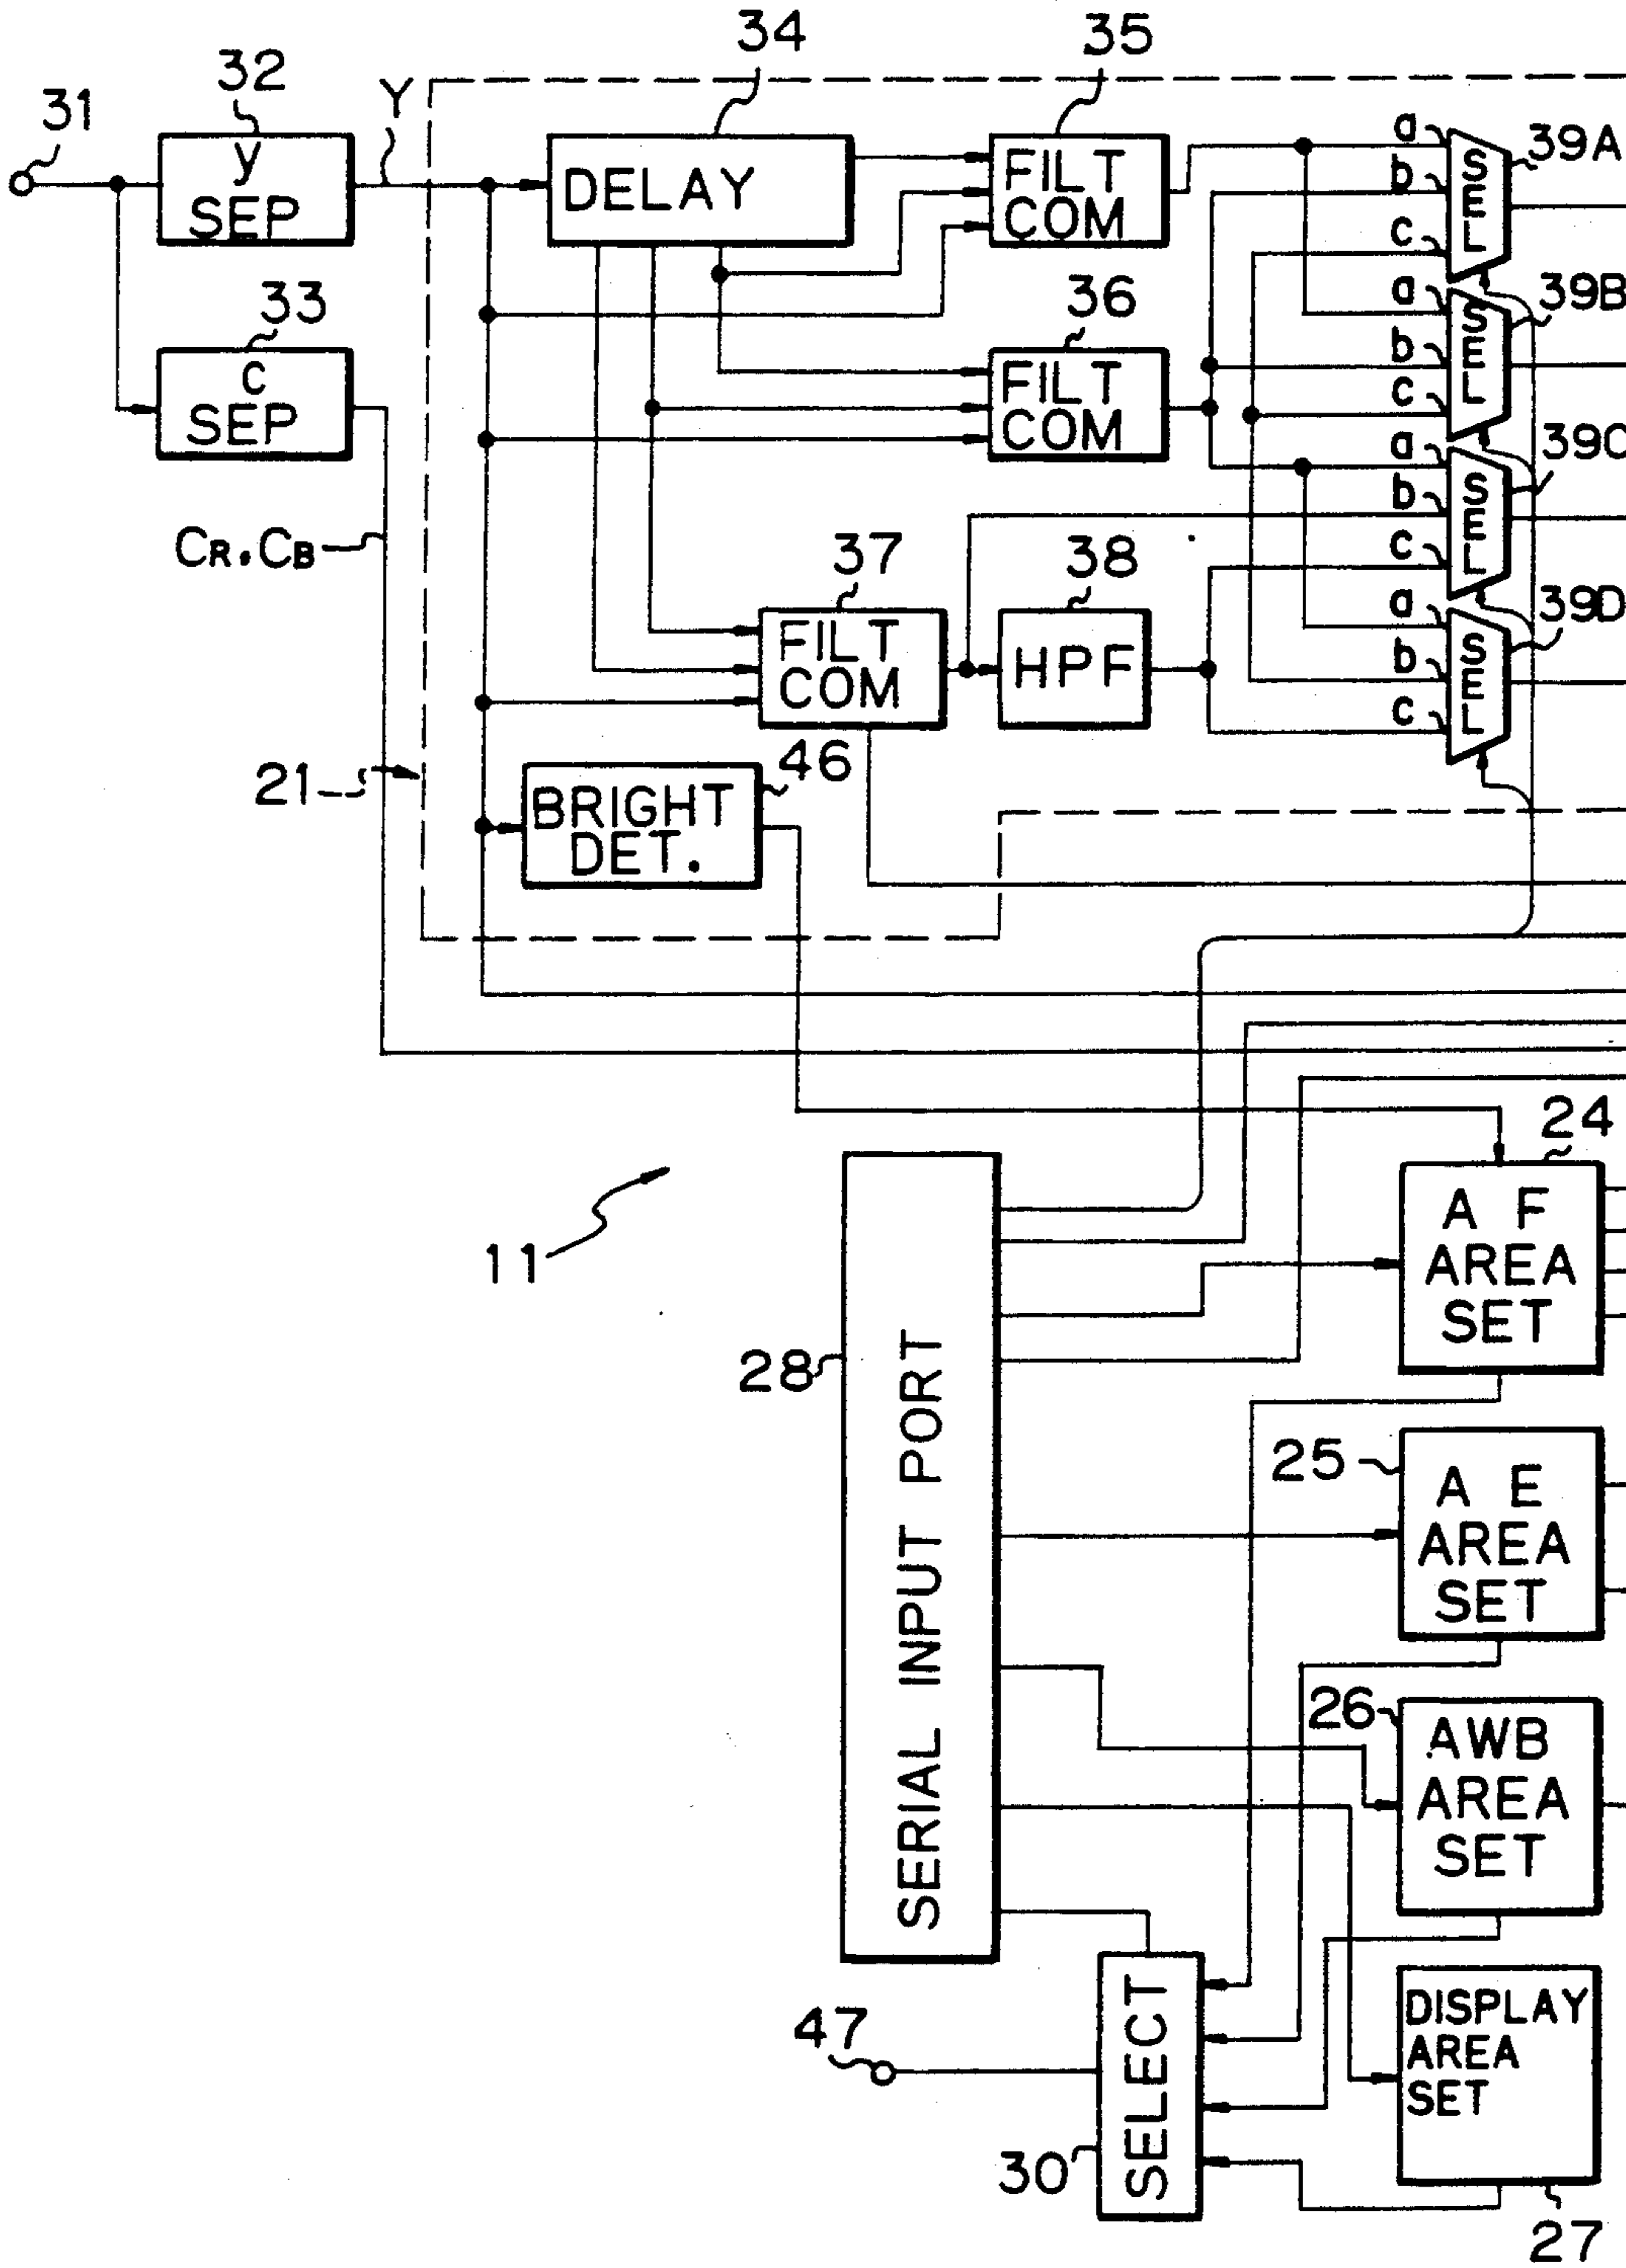 34
35
32
31
Y
y
SEP
DELAY
FILT
COM
a
b
c
SEL
39A
33
c
SEP
36
FILT
COM
a
b
c
SEL
39B
CR.CB
37
FILT
COM
38
HPF
a
b
c
SEL
39C
a
b
c
SEL
39D
21
46
BRIGHT
DET.
11
24
A F
AREA
SET
28
SERIAL INPUT PORT
25
A E
AREA
SET
26
AWB
AREA
SET
47
30
SELECT
DISPLAY
AREA
SET
27